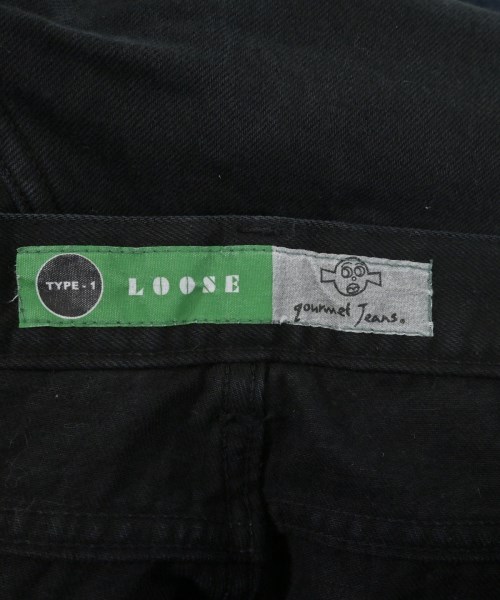 TYPE - 1
LOOSE
gourmet Jeans.